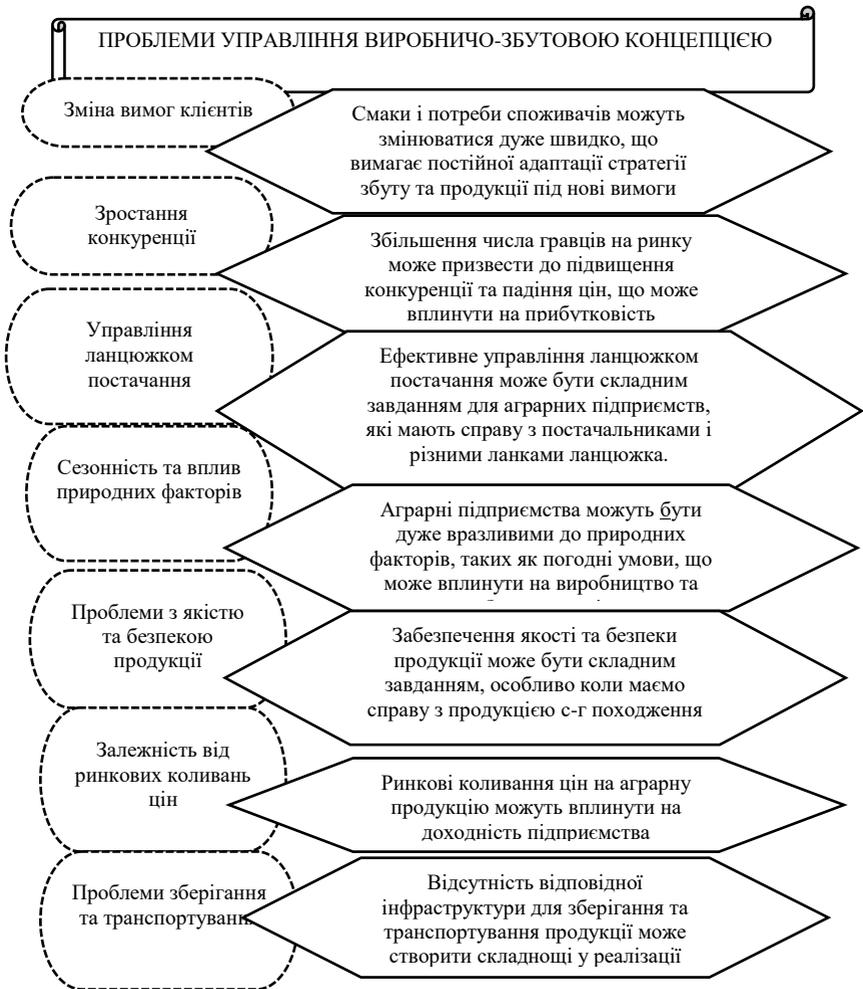 ПРОБЛЕМИ УПРАВЛІННЯ ВИРОБНИЧО-ЗБУТОВОЮ КОНЦЕПЦІЄЮ
Зміна вимог клієнтів
Смаки і потреби споживачів можуть
змінюватися дуже швидко, що
вимагає постійної адаптації стратегії
збуту та продукції під нові вимоги
Зростання
конкуренції
Збільшення числа гравців на ринку
може призвести до підвищення
конкуренції та падіння цін, що може
вплинути на прибутковість
Управління
ланцюжком
постачання
Ефективне управління ланцюжком
постачання може бути складним
завданням для аграрних підприємств,
які мають справу з постачальниками і
різними ланками ланцюжка.
Сезонність та вплив
природних факторів
Аграрні підприємства можуть бути
дуже вразливими до природних
факторів, таких як погодні умови, що
може вплинути на виробництво та
Проблеми з якістю
та безпекою
продукції
Забезпечення якості та безпеки
продукції може бути складним
завданням, особливо коли маємо
справу з продукцією с-г походження
Залежність від
ринкових коливань
цін
Ринкові коливання цін на аграрну
продукцію можуть вплинути на
доходність підприємства
Проблеми зберігання
та транспортуванн
Відсутність відповідної
інфраструктури для зберігання та
транспортування продукції може
створити складнощі у реалізації